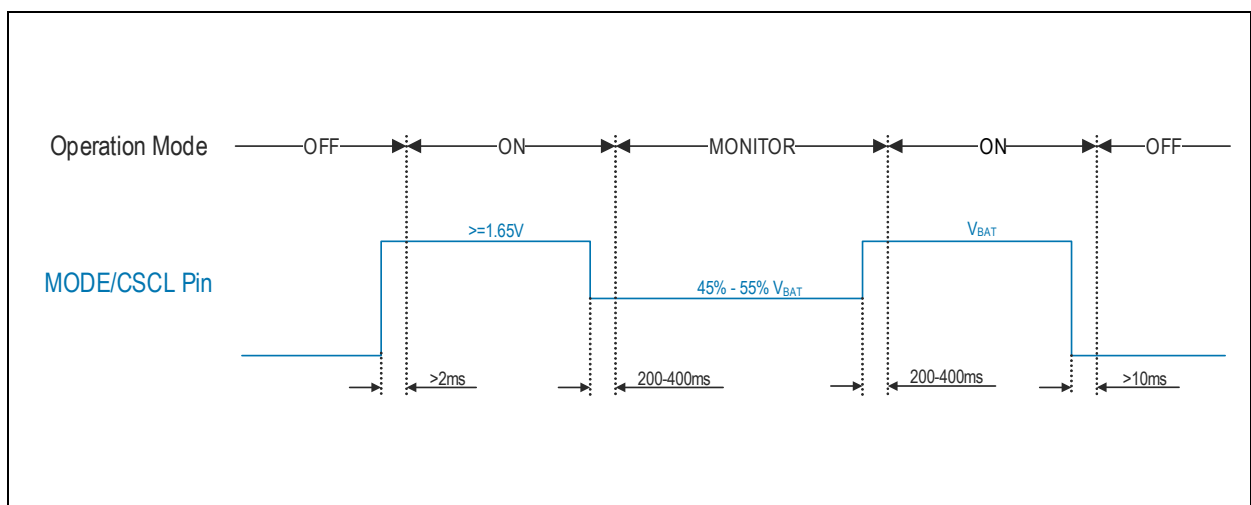 Operation Mode OFF ON MONITOR ON OFF
>=1.65V VBAT
MODE/CSCL Pin 45% - 55% VBAT
>2ms 200-400ms 200-400ms >10ms